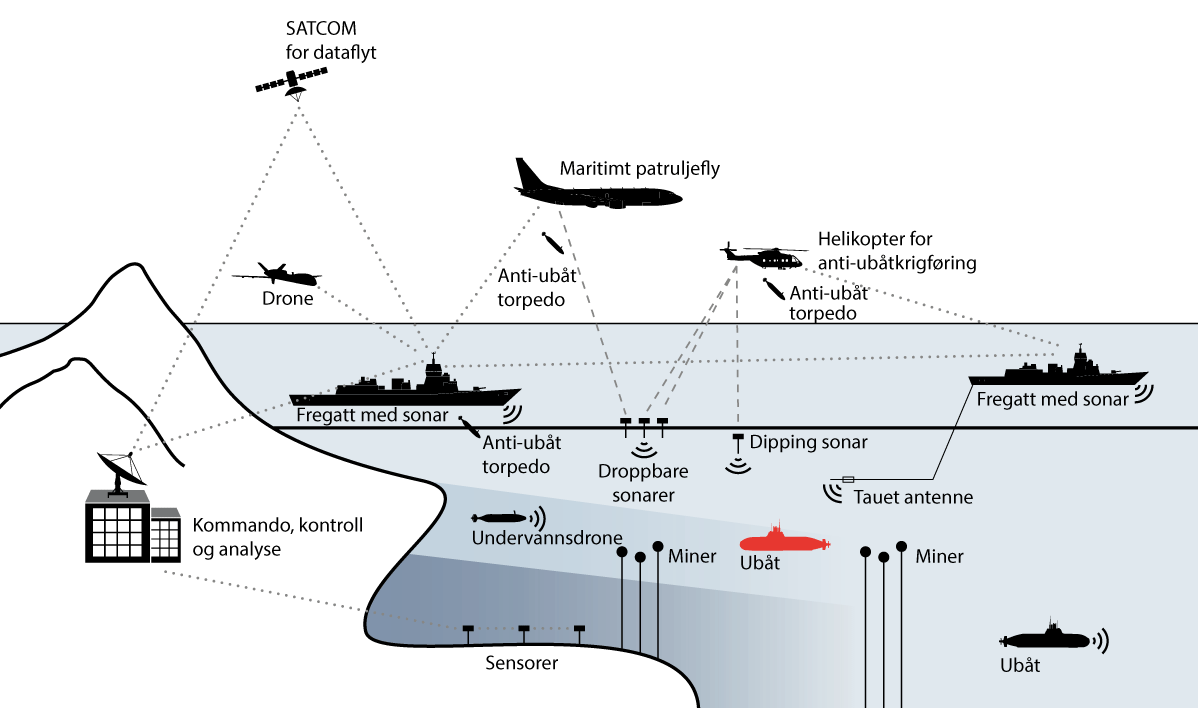 SATCOM
for dataflyt
Maritimt patruljefly
Helikopter for
anti-ubåtkrigføring
Anti-ubåt
torpedo
Drone
Anti-ubåt
torpedo
Fregatt med sonar
Fregatt med sonar
Anti-ubåt
torpedo
Dipping sonar
Droppbare
sonarer
Tauet antenne
Kommando, kontroll
og analyse
Undervannsdrone
Miner
Ubåt
Miner
Sensorer
Ubåt